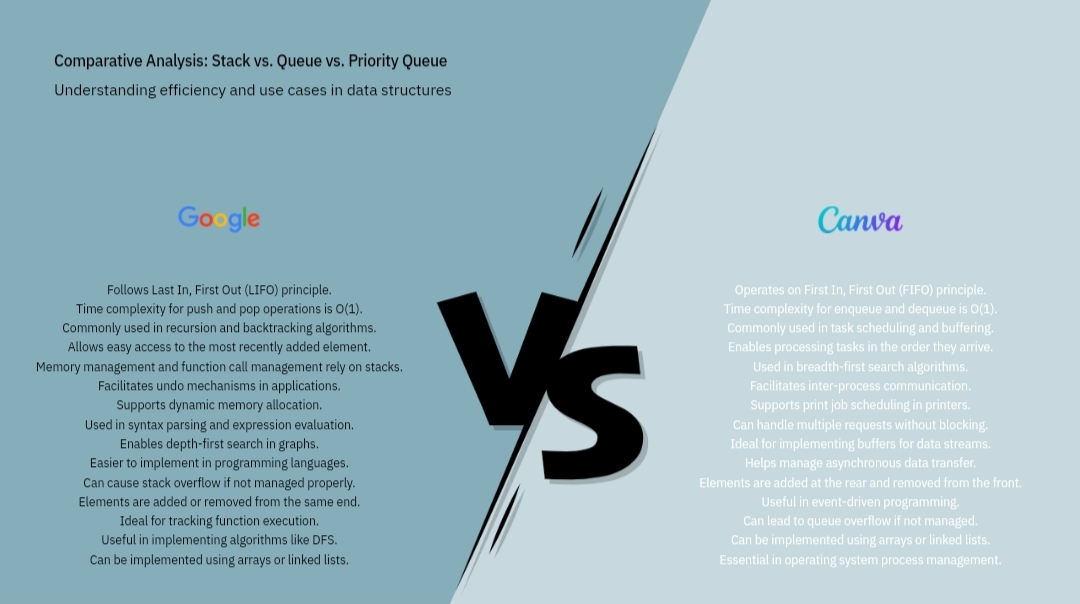 Comparative Analysis: Stack vs. Queue vs. Priority Queue
Understanding efficiency and use cases in data structures
Google
Follows Last In, First Out (LIFO) principle.
Time complexity for push and pop operations is O(1).
Commonly used in recursion and backtracking algorithms.
Allows easy access to the most recently added element.
Memory management and function call management rely on stacks.
Facilitates undo mechanisms in applications.
Supports dynamic memory allocation.
Used in syntax parsing and expression evaluation.
Enables depth-first search in graphs.
Easier to implement in programming languages.
Can cause stack overflow if not managed properly.
Elements are added or removed from the same end.
Ideal for tracking function execution.
Useful in implementing algorithms like DFS.
Can be implemented using arrays or linked lists.
VS
Canva
Operates on First In, First Out (FIFO) principle.
Time complexity for enqueue and dequeue is O(1).
Commonly used in task scheduling and buffering.
Enables processing tasks in the order they arrive.
Used in breadth-first search algorithms.
Facilitates inter-process communication.
Supports print job scheduling in printers.
Can handle multiple requests without blocking.
Ideal for implementing buffers for data streams.
Helps manage asynchronous data transfer.
Elements are added at the rear and removed from the front.
Useful in event-driven programming.
Can lead to queue overflow if not managed.
Can be implemented using arrays or linked lists.
Essential in operating system process management.